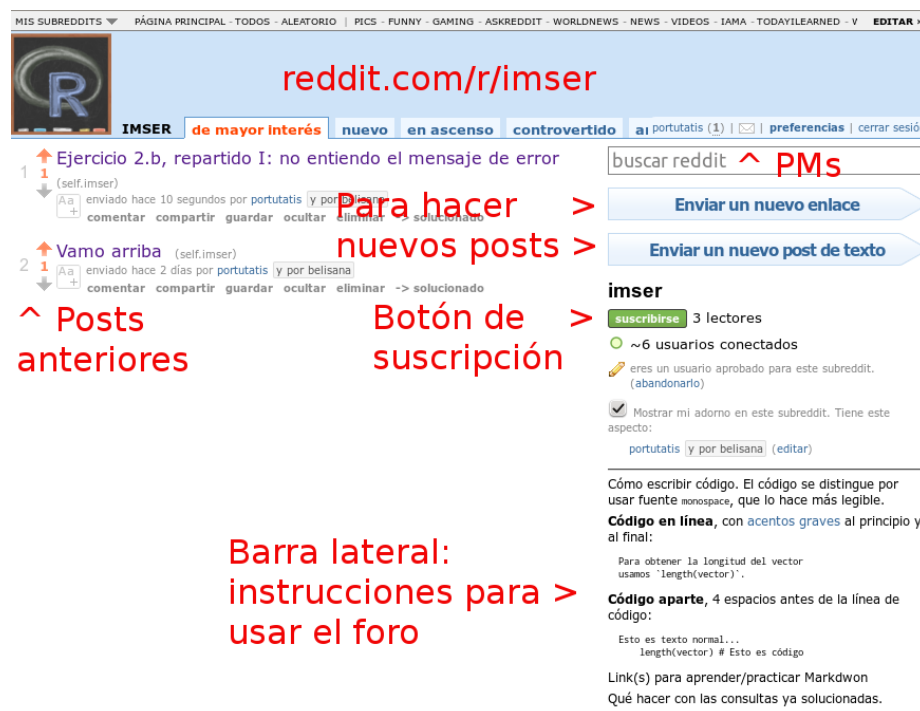 MIS SUBREDDITS PÁGINA PRINCIPAL - TODOS - ALEATORIO | PICS - FUNNY - GAMING - ASKREDDIT - WORLDNEWS - NEWS - VIDEOS - IAMA - TODAYILEARNED - EDITAR »
R
reddit.com/r/imser
IMSER de mayor interés nuevo en ascenso controvertido
portutatis (1) | preferencias | cerrar sesió
1 1 Ejercicio 2.b, repartido I: no entiendo el mensaje de error
(self.imser)
Aa+ enviado hace 10 segundos por portutatis y por belisana
comentar compartir guardar ocultar eliminar -> solucionado
2 1 Vamo arriba (self.imser)
Aa+ enviado hace 2 días por portutatis y por belisana
comentar compartir guardar ocultar eliminar -> solucionado
^ Posts
anteriores
Para hacer >
nuevos posts >
Botón de >
suscripción
Barra lateral:
instrucciones para >
usar el foro
buscar reddit ^ PMs
Enviar un nuevo enlace
Enviar un nuevo post de texto
imser
suscribirse 3 lectores
~6 usuarios conectados
eres un usuario aprobado para este subreddit.
(abandonarlo)
Mostrar mi adorno en este subreddit. Tiene este
aspecto:
portutatis y por belisana (editar)
Cómo escribir código. El código se distingue por
usar fuente monospace, que lo hace más legible.
Código en línea, con acentos graves al principio y
al final:
Para obtener la longitud del vector
usamos `length(vector)`.
Código aparte, 4 espacios antes de la línea de
código:
Esto es texto normal...
length(vector) # Esto es código
Link(s) para aprender/practicar Markdwon
Qué hacer con las consultas ya solucionadas.